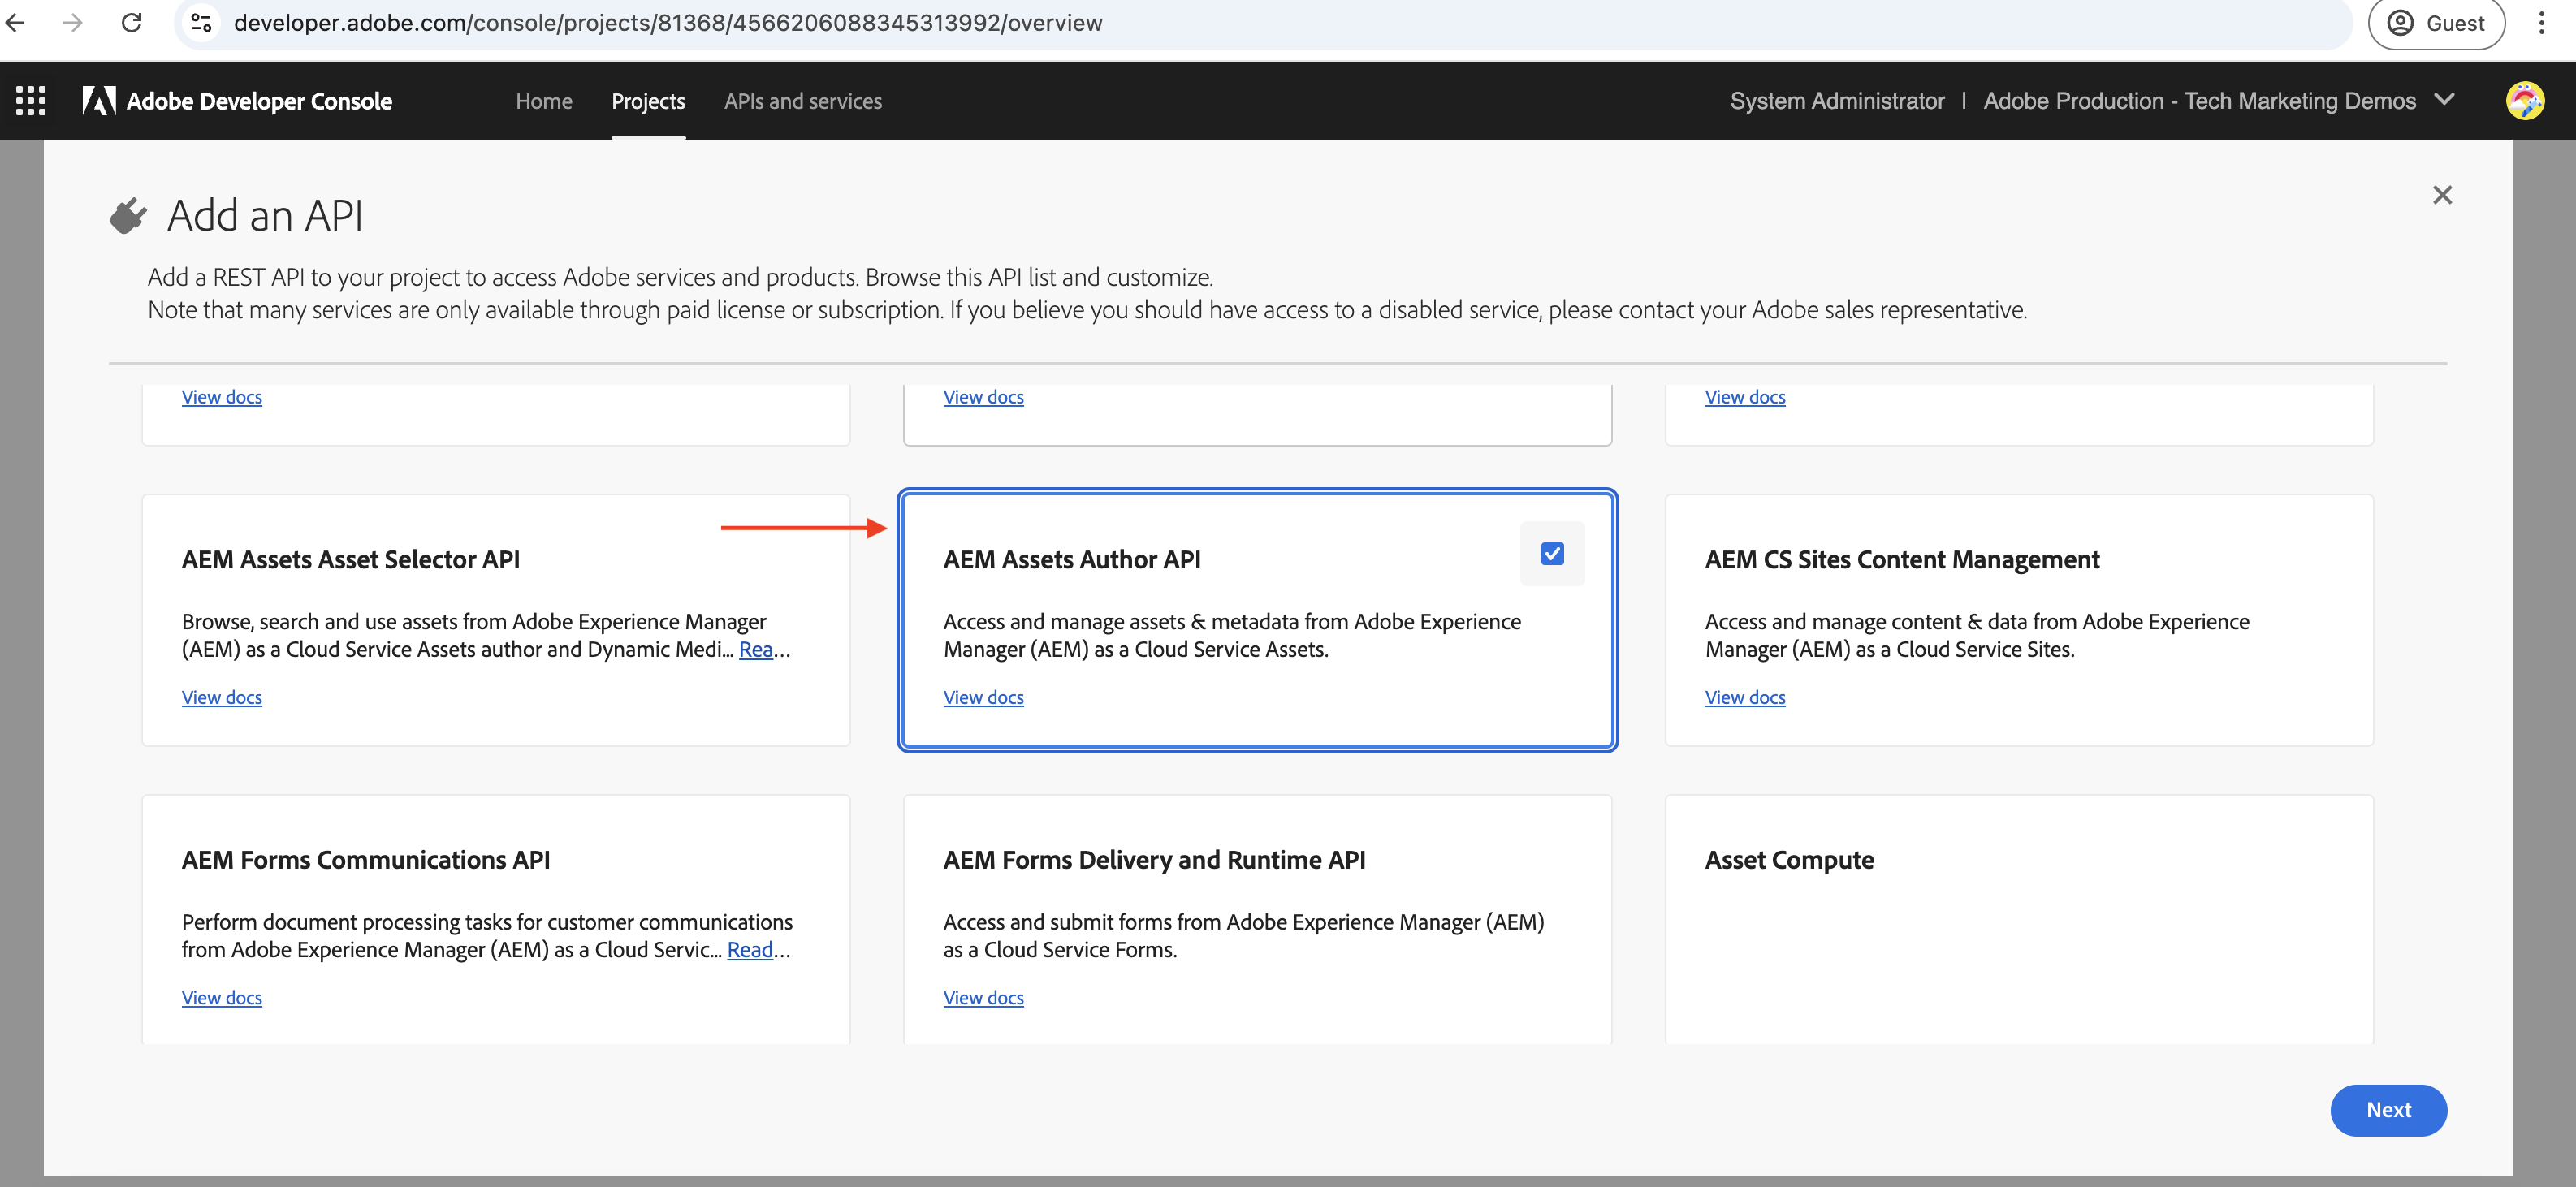 developer.adobe.com/console/projects/81368/4566206088345313992/overview
Guest
Adobe Developer Console
Home
Projects
APIs and services
System Administrator | Adobe Production - Tech Marketing Demos
Add an API
Add a REST API to your project to access Adobe services and products. Browse this API list and customize.
Note that many services are only available through paid license or subscription. If you believe you should have access to a disabled service, please contact your Adobe sales representative.
View docs
View docs
View docs
AEM Assets Asset Selector API
Browse, search and use assets from Adobe Experience Manager
(AEM) as a Cloud Service Assets author and Dynamic Medi... Rea...
View docs
AEM Assets Author API
Access and manage assets & metadata from Adobe Experience
Manager (AEM) as a Cloud Service Assets.
View docs
AEM CS Sites Content Management
Access and manage content & data from Adobe Experience
Manager (AEM) as a Cloud Service Sites.
View docs
AEM Forms Communications API
Perform document processing tasks for customer communications
from Adobe Experience Manager (AEM) as a Cloud Servic... Read...
View docs
AEM Forms Delivery and Runtime API
Access and submit forms from Adobe Experience Manager (AEM)
as a Cloud Service Forms.
View docs
Asset Compute
Next